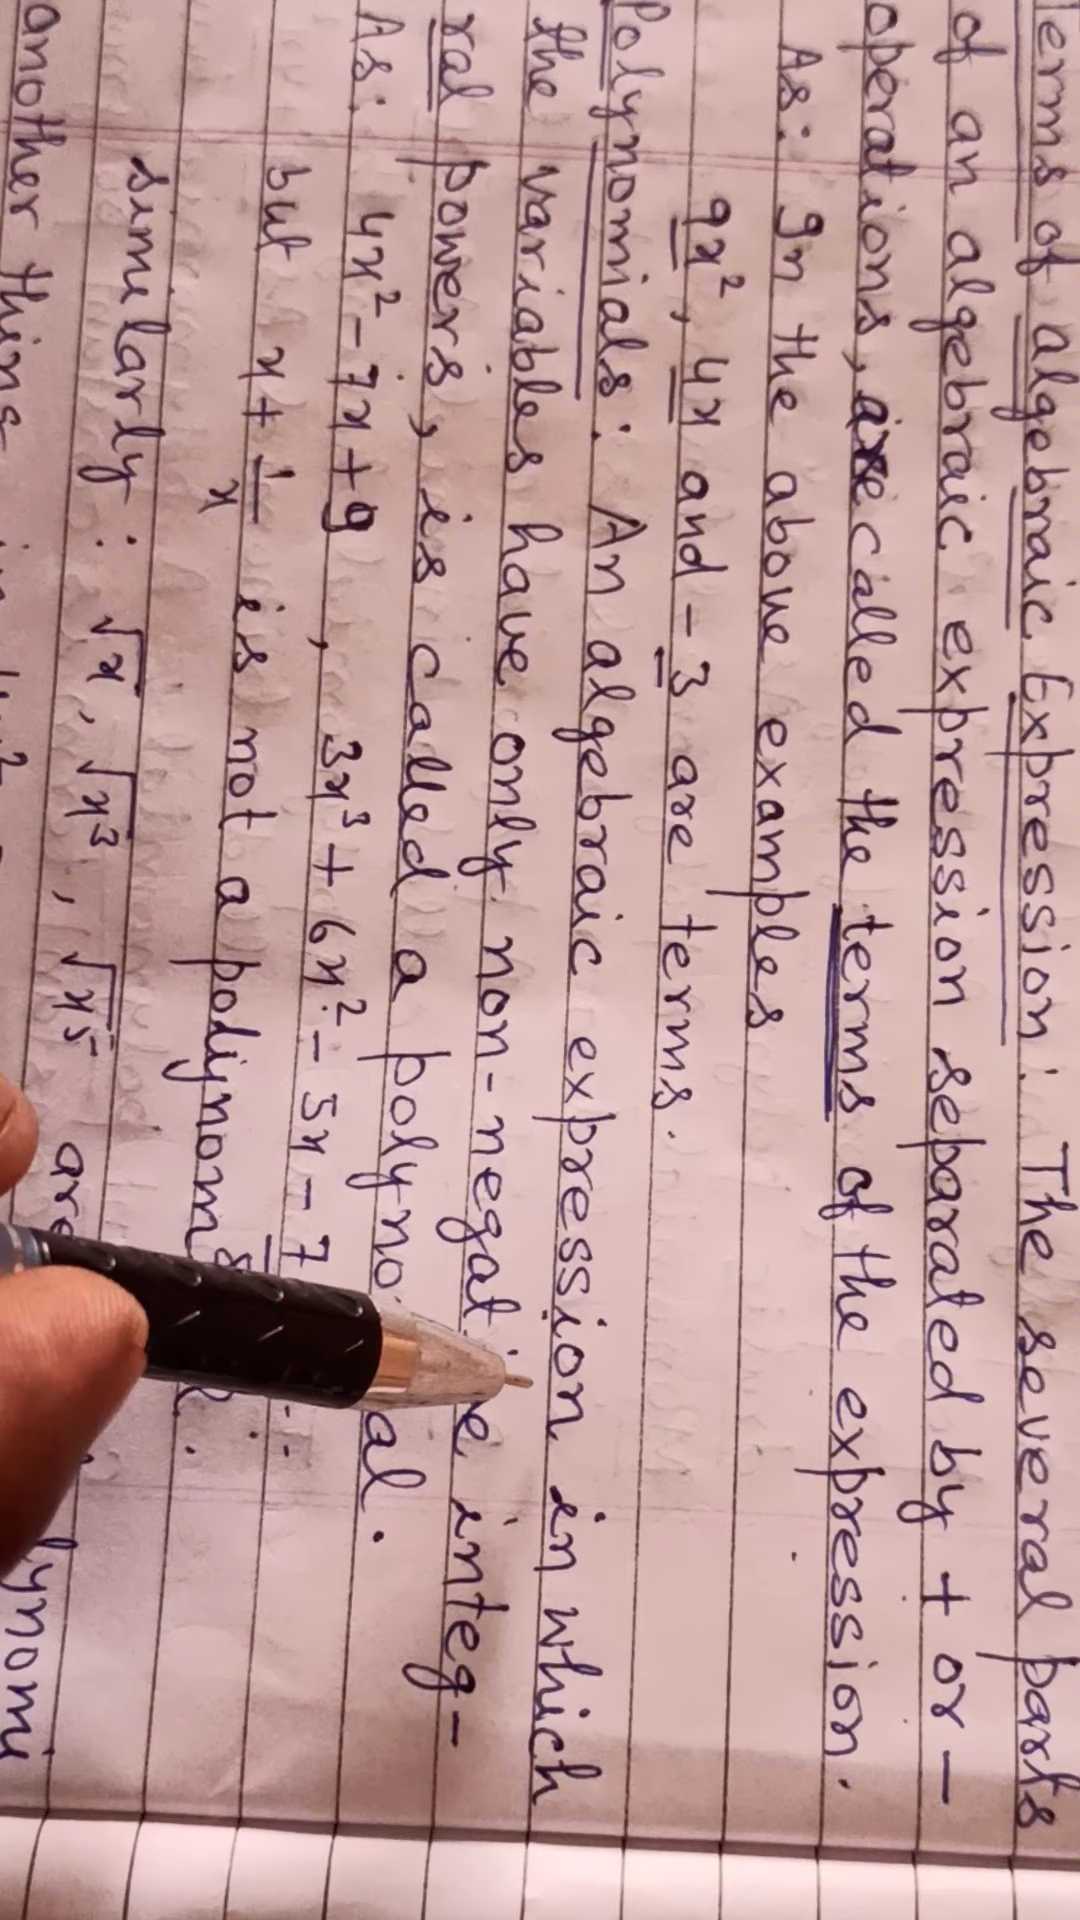 Terms of algebraic Expression: The several parts
of an algebraic expression separated by + or -
operations, are called the terms of the expression.
As: In the above examples
9x², 4x and -3 are terms.
Polynomials: An algebraic expression in which
the variables have only non-negative integ-
ral powers, is called a polynomial.
As: 4x² - 7x + 9, 3x³ + 6x² - 5x - 7
but x + 1/x is not a polynomial.
similarly: √x, √x³, √x⁵ are
another thing